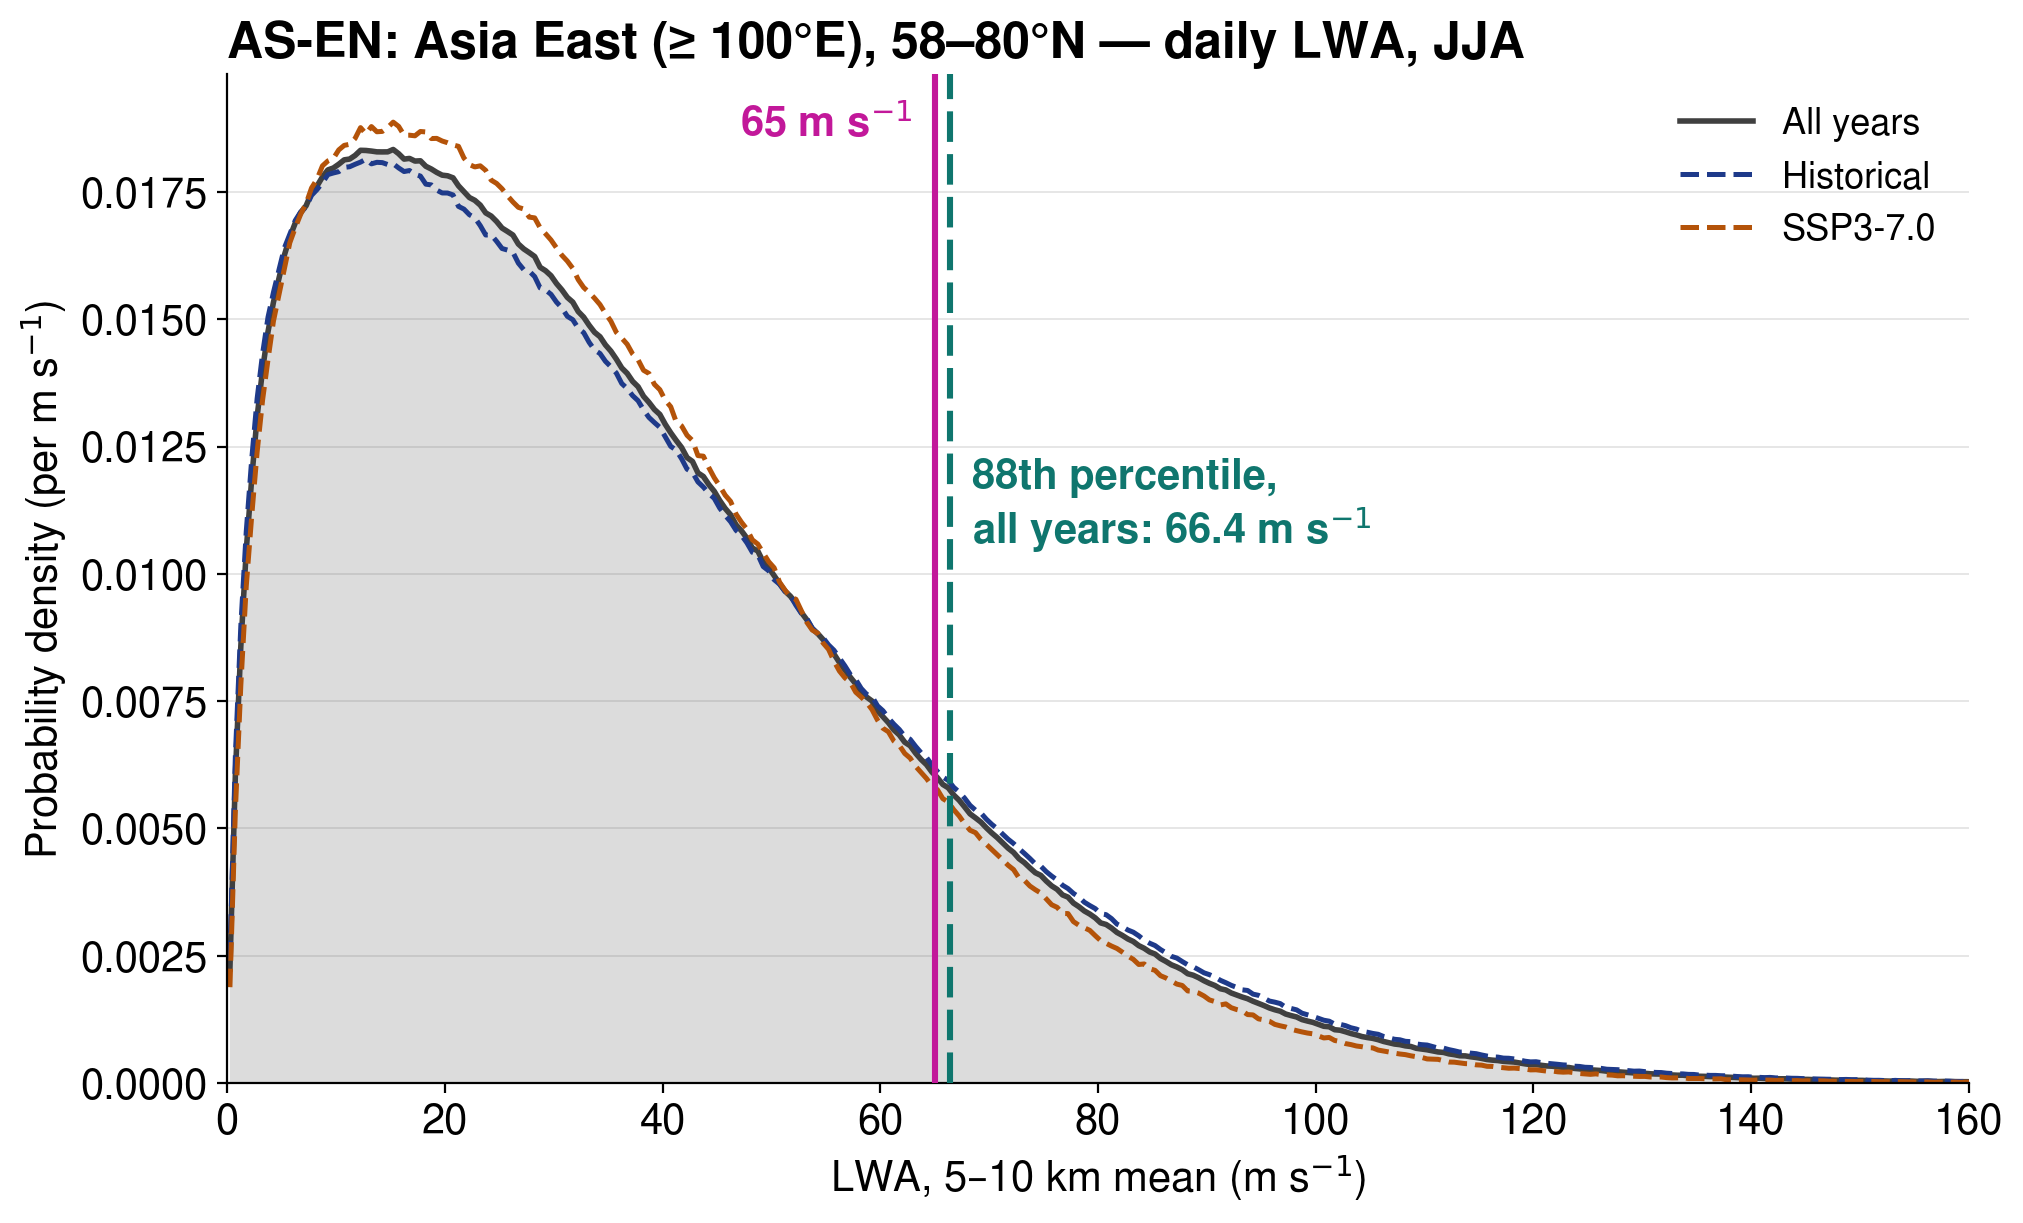 AS-EN: Asia East (≥ 100°E), 58–80°N — daily LWA, JJA
65 m s⁻¹
All years
Historical
SSP3-7.0
88th percentile,
all years: 66.4 m s⁻¹
Probability density (per m s⁻¹)
0.0175
0.0150
0.0125
0.0100
0.0075
0.0050
0.0025
0.0000
0 20 40 60 80 100 120 140 160
LWA, 5–10 km mean (m s⁻¹)